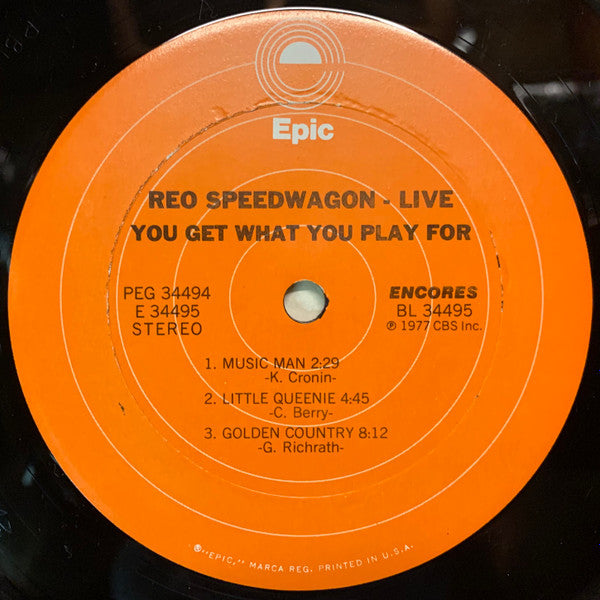 Epic
REO SPEEDWAGON - LIVE
YOU GET WHAT YOU PLAY FOR
PEG 34494
E 34495
STEREO
ENCORES
BL 34495
℗ 1977 CBS Inc.
1. MUSIC MAN 2:29
-K. Cronin-
2. LITTLE QUEENIE 4:45
-C. Berry-
3. GOLDEN COUNTRY 8:12
-G. Richrath-
®"EPIC," MARCA REG. PRINTED IN U.S.A.